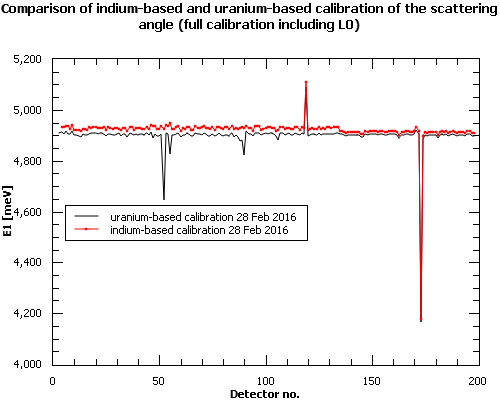 Comparison of indium-based and uranium-based calibration of the scattering
angle (full calibration including L0)
5,200
5,000
4,800
4,600
4,400
4,200
4,000
E1 [meV]
uranium-based calibration 28 Feb 2016
indium-based calibration 28 Feb 2016
0 50 100 150 200
Detector no.